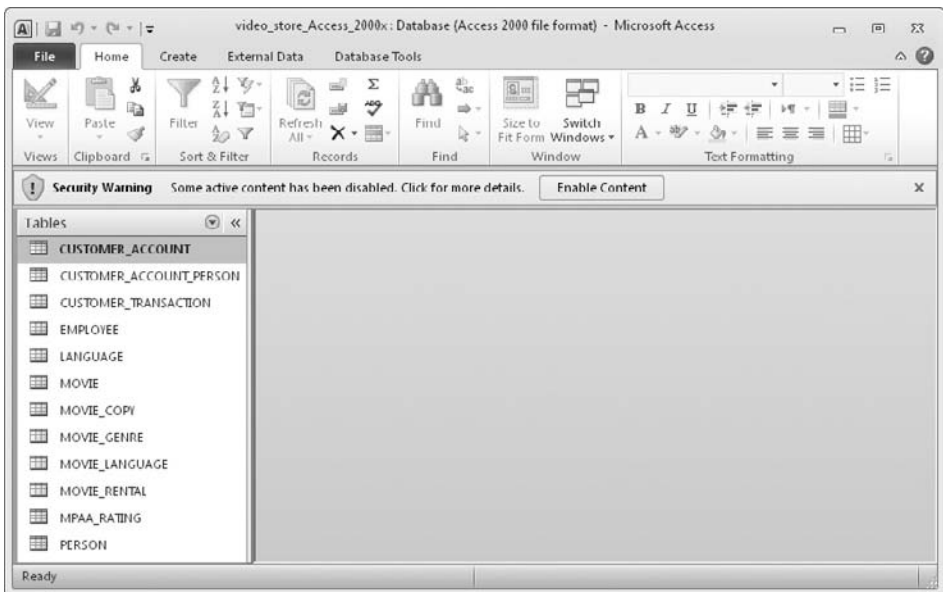 A
video_store_Access_2000x : Database (Access 2000 file format) - Microsoft Access
File Home Create External Data Database Tools
View
Paste
Filter
Refresh All
Find
Size to Fit Form
Switch Windows
B I U
A
Views Clipboard Sort & Filter Records Find Window Text Formatting
Security Warning Some active content has been disabled. Click for more details. Enable Content
Tables
CUSTOMER_ACCOUNT
CUSTOMER_ACCOUNT_PERSON
CUSTOMER_TRANSACTION
EMPLOYEE
LANGUAGE
MOVIE
MOVIE_COPY
MOVIE_GENRE
MOVIE_LANGUAGE
MOVIE_RENTAL
MPAA_RATING
PERSON
Ready